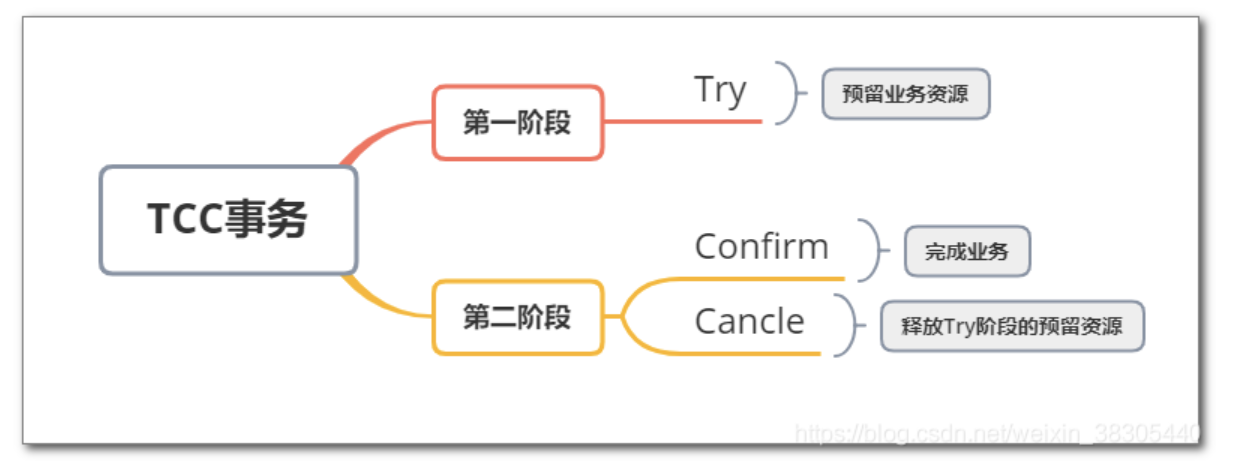 TCC事务
第一阶段
Try
预留业务资源
第二阶段
Confirm
完成业务
Cancle
释放Try阶段的预留资源
https://blog.csdn.net/weixin_38305440